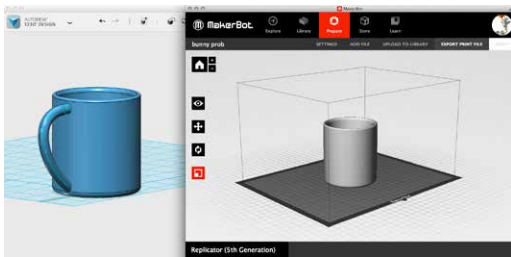 AUTODESK
123D DESIGN
MakerBot
MakerBot.
Explore
Library
Prepare
Store
Learn
bunny prob
SETTINGS
ADD FILE
UPLOAD TO LIBRARY
EXPORT PRINT FILE
Replicator (5th Generation)